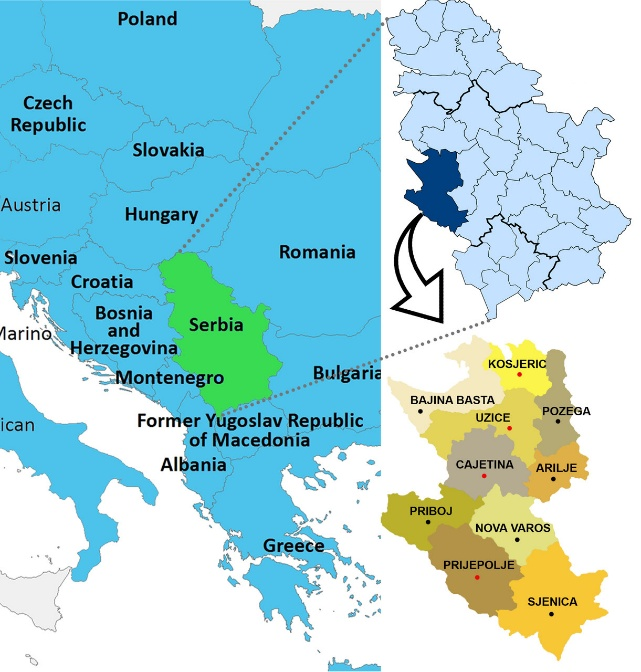 Poland
Czech
Republic
Slovakia
Austria
Hungary
Slovenia
Romania
Croatia
Bosnia
and
Herzegovina
Serbia
Marino
Montenegro
Bulgaria
ican
Former Yugoslav Republic
of Macedonia
Albania
Greece
KOSJERIC
BAJINA BASTA
UZICE
POZEGA
CAJETINA
ARILJE
PRIBOJ
NOVA VAROS
PRIJEPOLJE
SJENICA